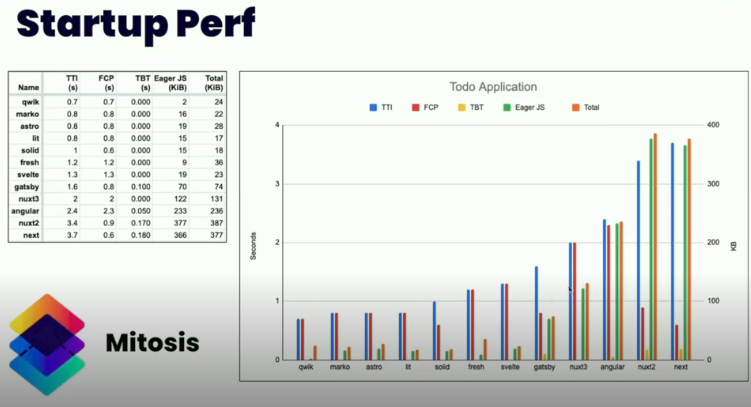 Startup Perf
Name TTI (s) FCP (s) TBT (s) Eager JS (KiB) Total (KiB)
qwik 0.7 0.7 0.000 2 24
marko 0.8 0.8 0.000 16 22
astro 0.8 0.8 0.000 19 28
lit 0.8 0.8 0.000 15 17
solid 1 0.6 0.000 15 18
fresh 1.2 1.2 0.000 9 36
svelte 1.3 1.3 0.000 19 23
gatsby 1.6 0.8 0.100 70 74
nuxt3 2 2 0.000 122 131
angular 2.4 2.3 0.050 233 236
nuxt2 3.4 0.9 0.170 377 387
next 3.7 0.6 0.180 366 377
Todo Application
TTI FCP TBT Eager JS Total
4 400
3 300
2 200
1 100
0 0
Seconds
KB
qwik marko astro lit solid fresh svelte gatsby nuxt3 angular nuxt2 next
Mitosis